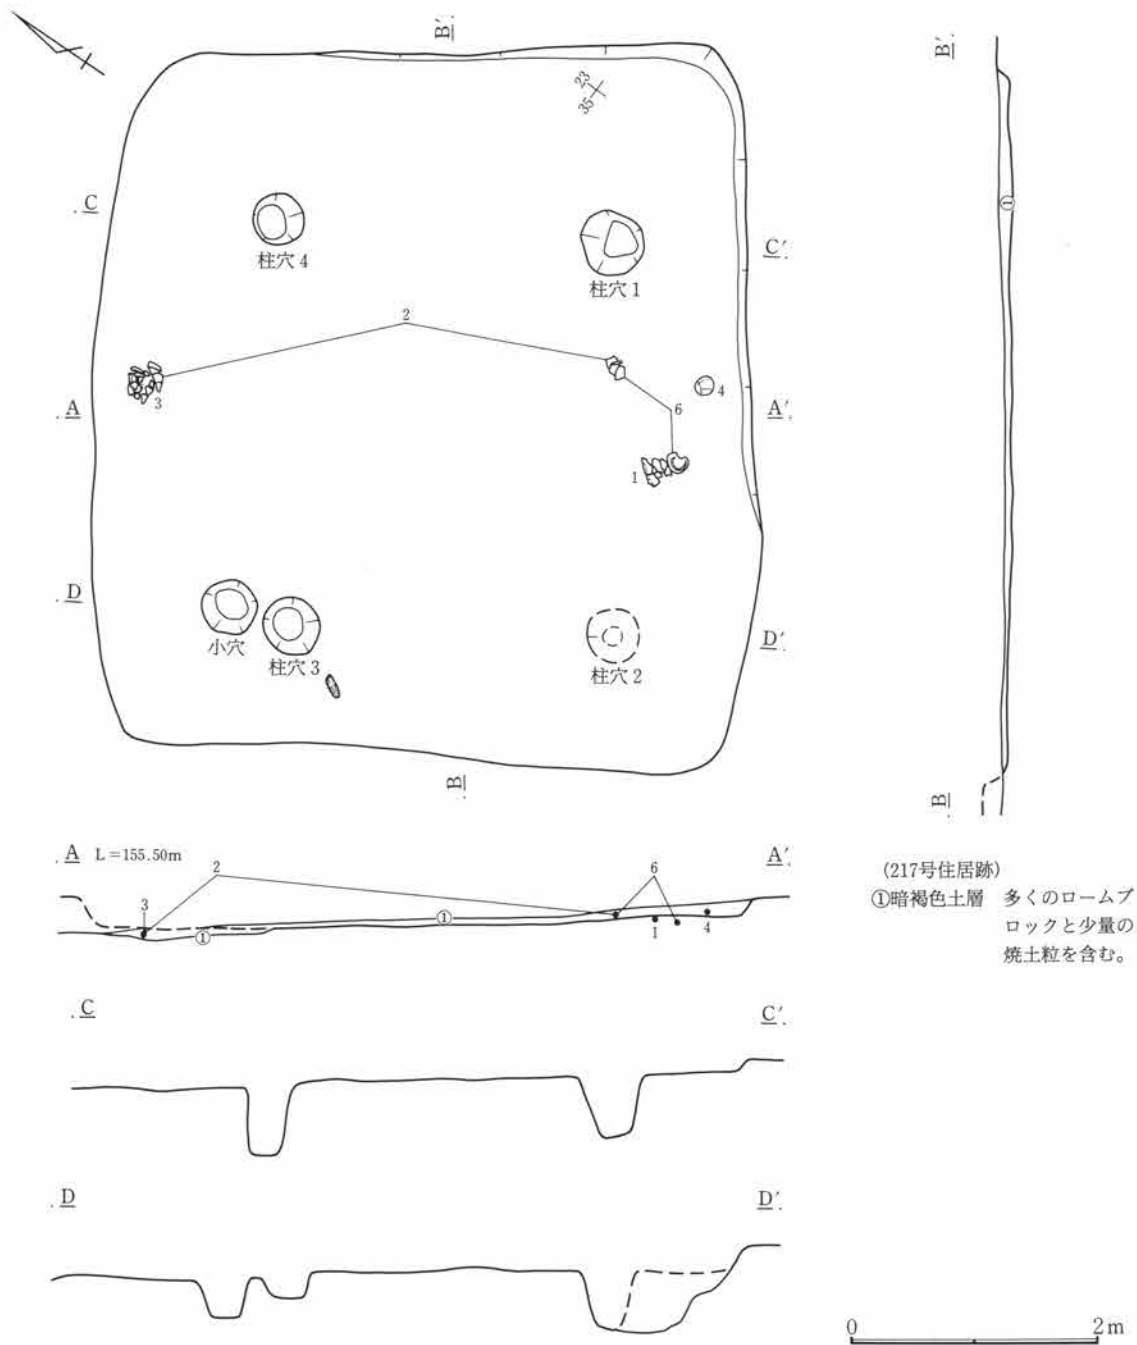 B′
B′
23
35
C
柱穴4
柱穴1
C′
①
2
3
4
A
6
A′
1
D
小穴
柱穴3
柱穴2
D′
B
B
A L=155.50m
2
6
A′
3
①
①
1
4
(217号住居跡)
①暗褐色土層 多くのロームブ
ロックと少量の
焼土粒を含む。
C
C′
D
D′
0
2m